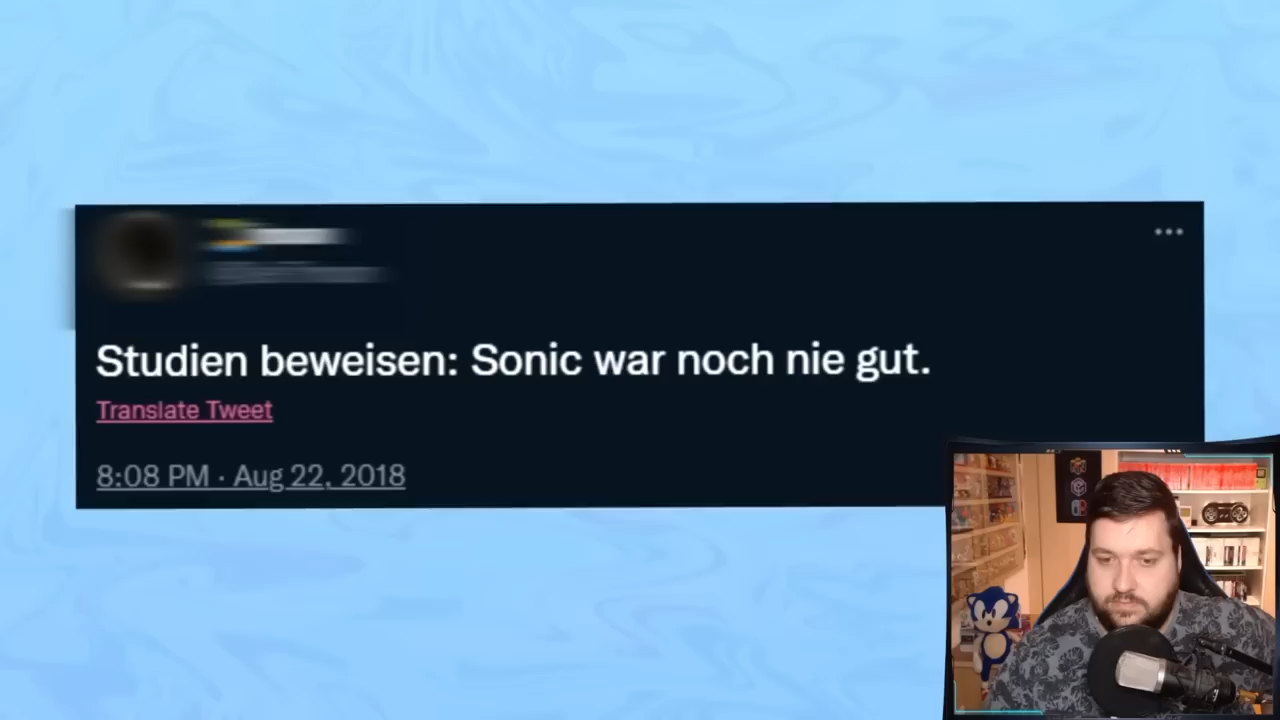 Studien beweisen: Sonic war noch nie gut.
Translate Tweet
8:08 PM · Aug 22, 2018